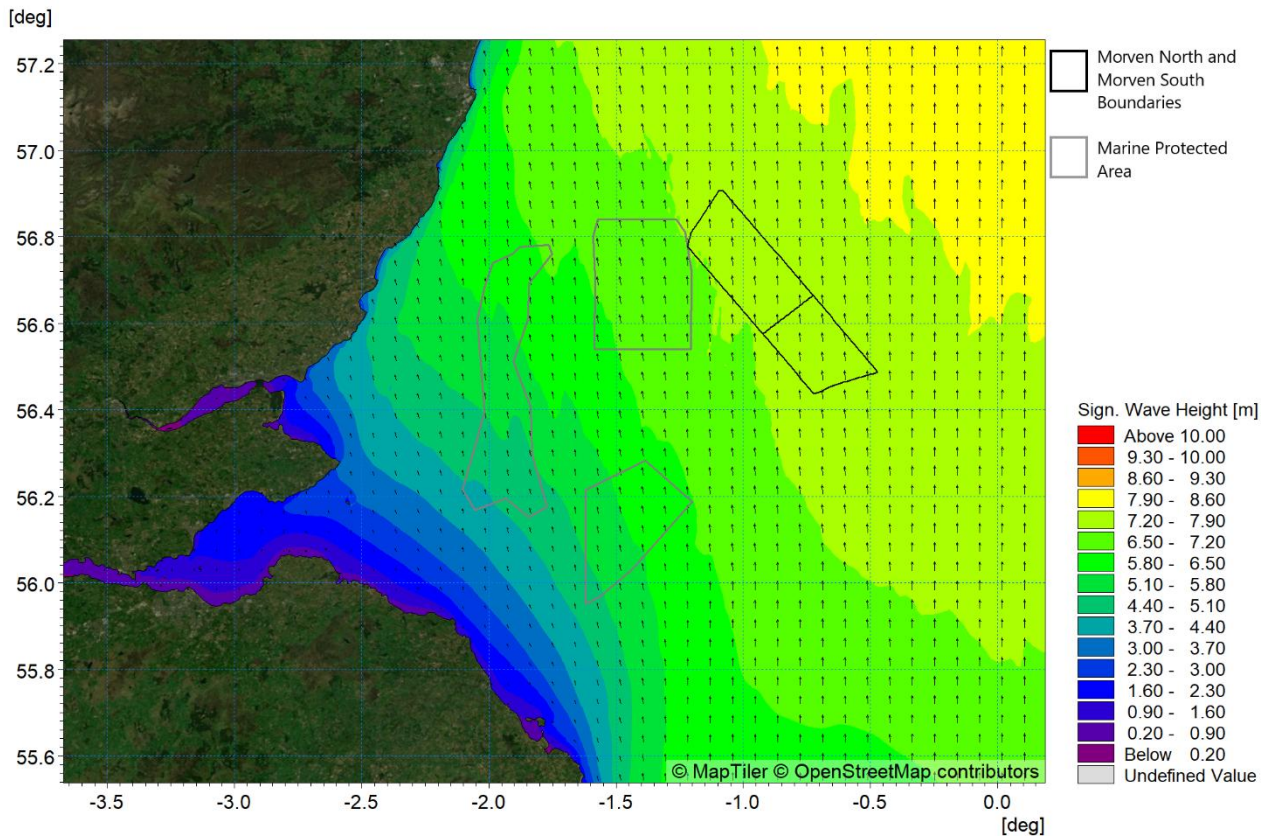 [deg]
57.2
57.0
56.8
56.6
56.4
56.2
56.0
55.8
55.6
-3.5 -3.0 -2.5 -2.0 -1.5 -1.0 -0.5 0.0
[deg]
© MapTiler © OpenStreetMap contributors
Morven North and
Morven South
Boundaries
Marine Protected
Area
Sign. Wave Height [m]
Above 10.00
9.30 - 10.00
8.60 - 9.30
7.90 - 8.60
7.20 - 7.90
6.50 - 7.20
5.80 - 6.50
5.10 - 5.80
4.40 - 5.10
3.70 - 4.40
3.00 - 3.70
2.30 - 3.00
1.60 - 2.30
0.90 - 1.60
0.20 - 0.90
Below 0.20
Undefined Value